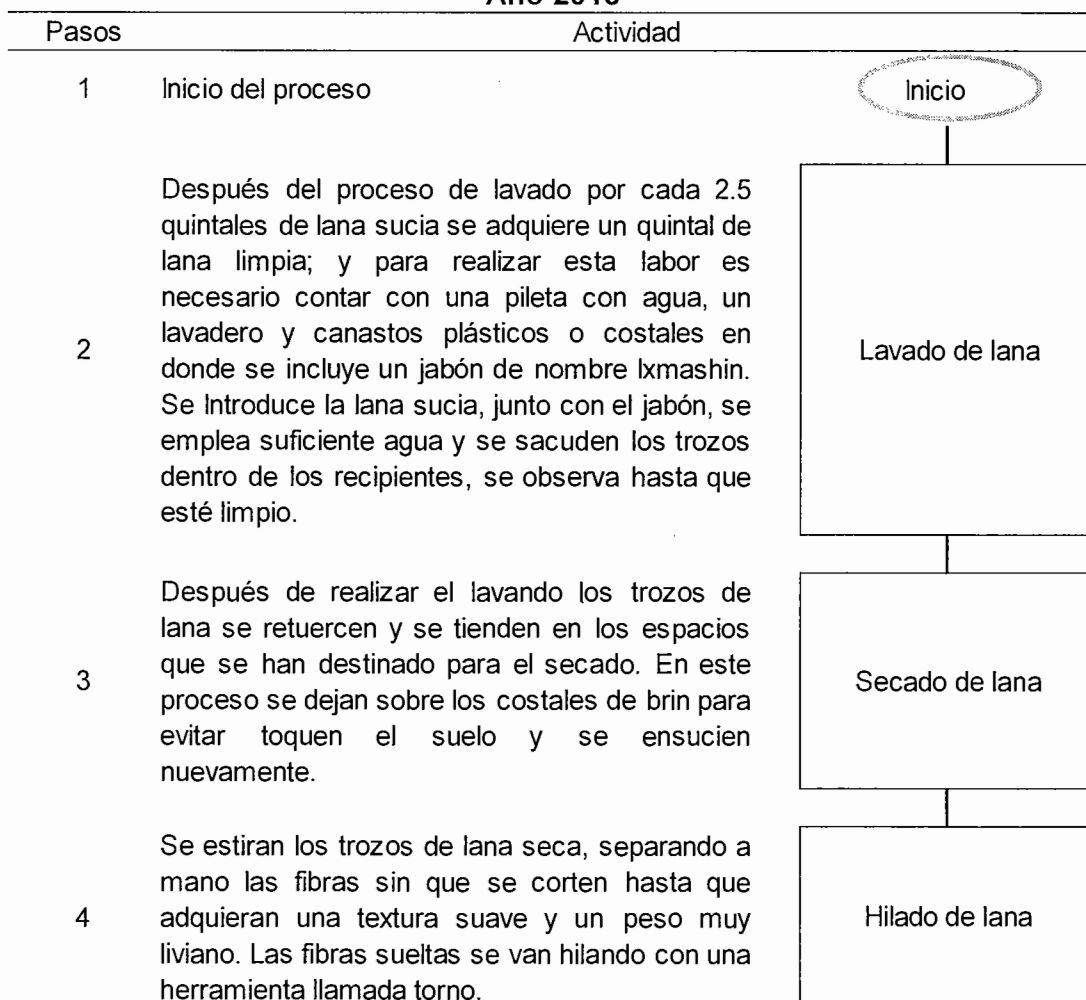 Pasos Actividad
1 Inicio del proceso Inicio
Después del proceso de lavado por cada 2.5
quintales de lana sucia se adquiere un quintal de
lana limpia; y para realizar esta labor es
necesario contar con una pileta con agua, un
lavadero y canastos plásticos o costales en
2 Lavado de lana
donde se incluye un jabón de nombre Ixmashin.
Se Introduce la lana sucia, junto con el jabón, se
emplea suficiente agua y se sacuden los trozos
dentro de los recipientes, se observa hasta que
esté limpio.
Después de realizar el lavando los trozos de
lana se retuercen y se tienden en los espacios
que se han destinado para el secado. En este
3 Secado de lana
proceso se dejan sobre los costales de brin para
evitar toquen el suelo y se ensucien
nuevamente.
Se estiran los trozos de lana seca, separando a
mano las fibras sin que se corten hasta que
4 adquieran una textura suave y un peso muy Hilado de lana
liviano. Las fibras sueltas se van hilando con una
herramienta llamada torno.